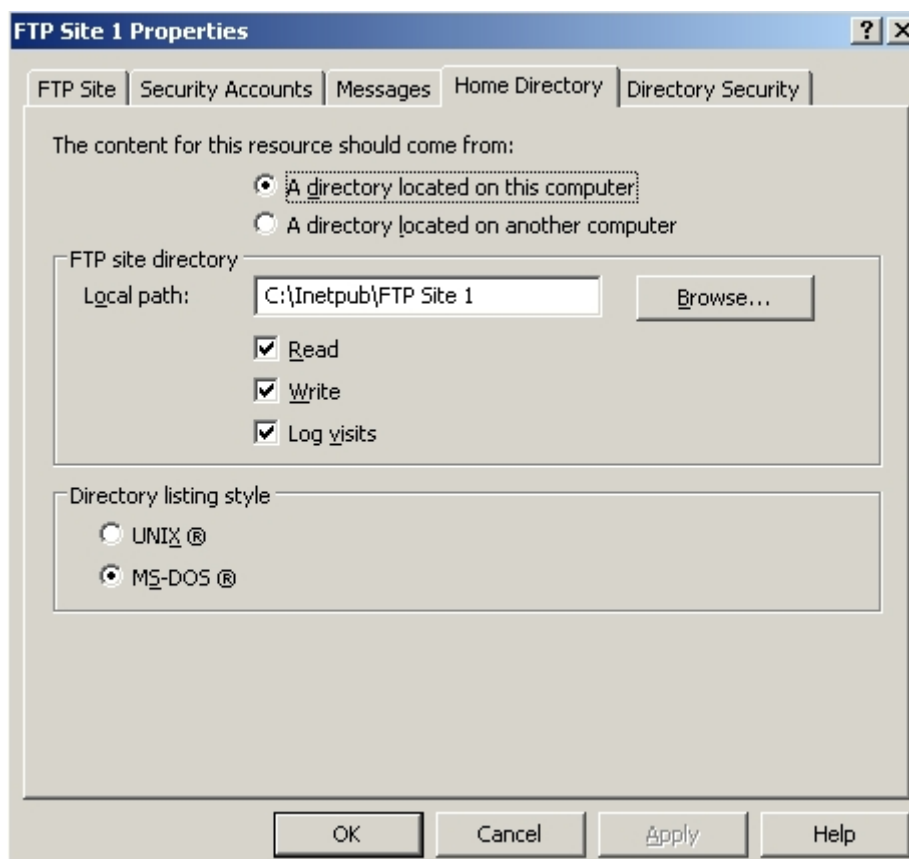 FTP Site 1 Properties
FTP Site Security Accounts Messages Home Directory Directory Security
The content for this resource should come from:
A directory located on this computer
A directory located on another computer
FTP site directory
Local path: C:\Inetpub\FTP Site 1 Browse...
Read
Write
Log visits
Directory listing style
UNIX ®
MS-DOS ®
OK Cancel Apply Help